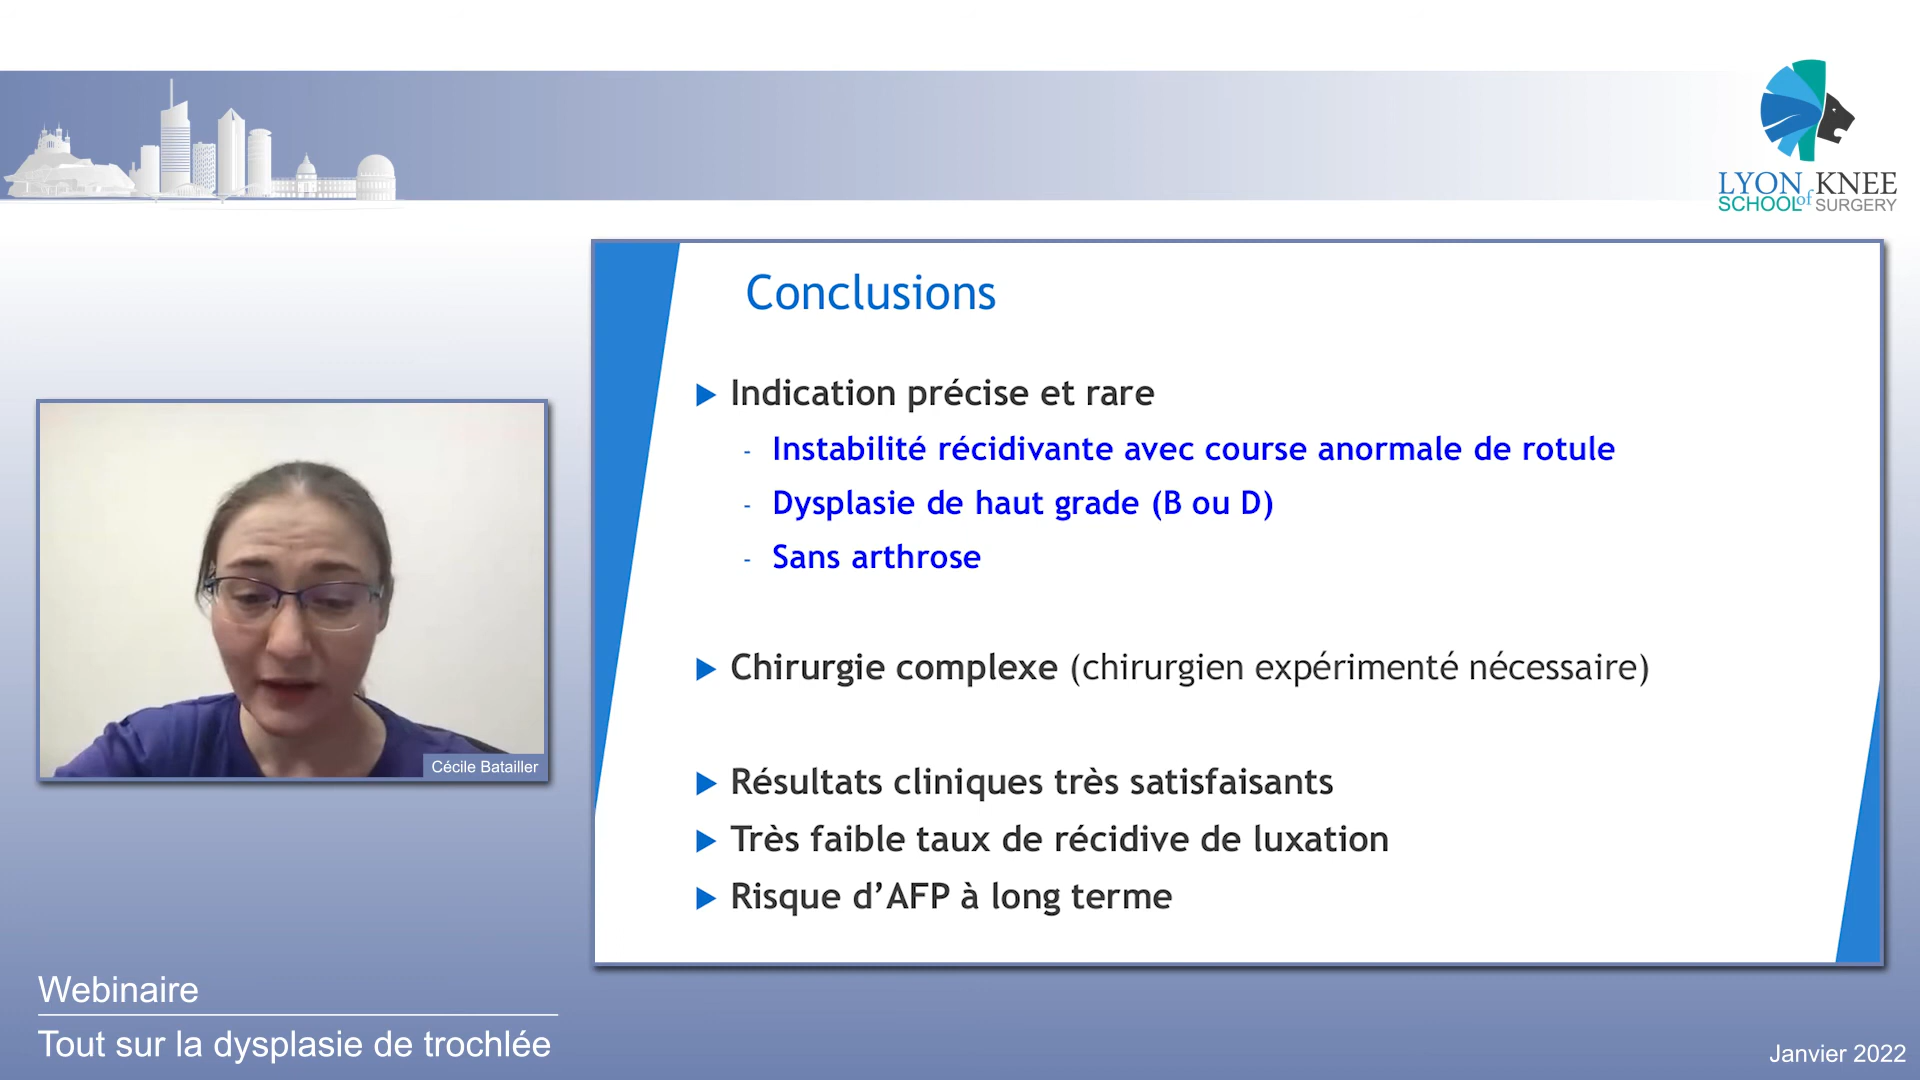 LYON of KNEE
SCHOOL SURGERY
Conclusions
Indication précise et rare
- Instabilité récidivante avec course anormale de rotule
- Dysplasie de haut grade (B ou D)
- Sans arthrose
Chirurgie complexe (chirurgien expérimenté nécessaire)
Résultats cliniques très satisfaisants
Très faible taux de récidive de luxation
Risque d’AFP à long terme
Cécile Batailler
Webinaire
Tout sur la dysplasie de trochlée
Janvier 2022